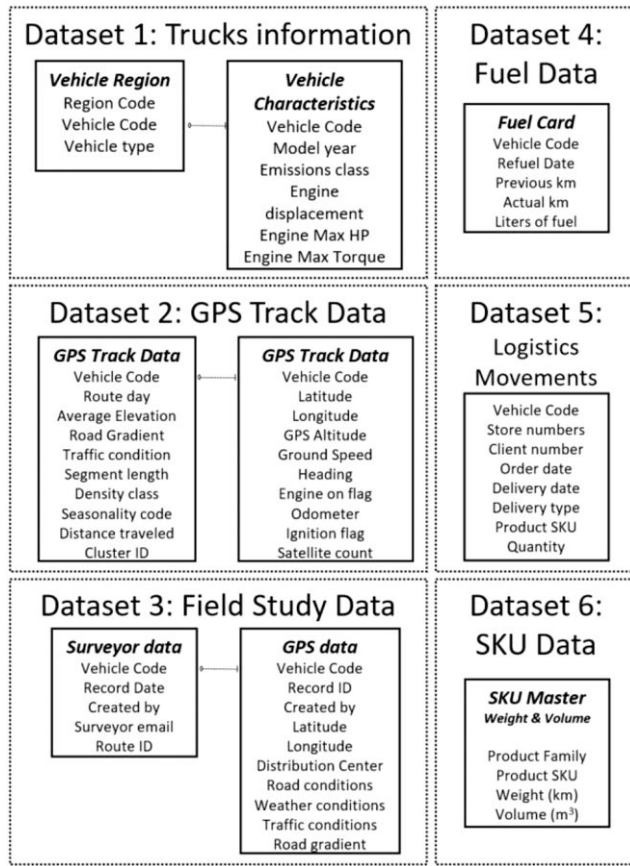 Dataset 1: Trucks information
Vehicle Region
Region Code
Vehicle Code
Vehicle type
Vehicle
Characteristics
Vehicle Code
Model year
Emissions class
Engine
displacement
Engine Max HP
Engine Max Torque
Dataset 4:
Fuel Data
Fuel Card
Vehicle Code
Refuel Date
Previous km
Actual km
Liters of fuel
Dataset 2: GPS Track Data
GPS Track Data
Vehicle Code
Route day
Average Elevation
Road Gradient
Traffic condition
Segment length
Density class
Seasonality code
Distance traveled
Cluster ID
GPS Track Data
Vehicle Code
Latitude
Longitude
GPS Altitude
Ground Speed
Heading
Engine on flag
Odometer
Ignition flag
Satellite count
Dataset 5:
Logistics
Movements
Vehicle Code
Store numbers
Client number
Order date
Delivery date
Delivery type
Product SKU
Quantity
Dataset 3: Field Study Data
Surveyor data
Vehicle Code
Record Date
Created by
Surveyor email
Route ID
GPS data
Vehicle Code
Record ID
Created by
Latitude
Longitude
Distribution Center
Road conditions
Weather conditions
Traffic conditions
Road gradient
Dataset 6:
SKU Data
SKU Master
Weight & Volume
Product Family
Product SKU
Weight (km)
Volume (m³)